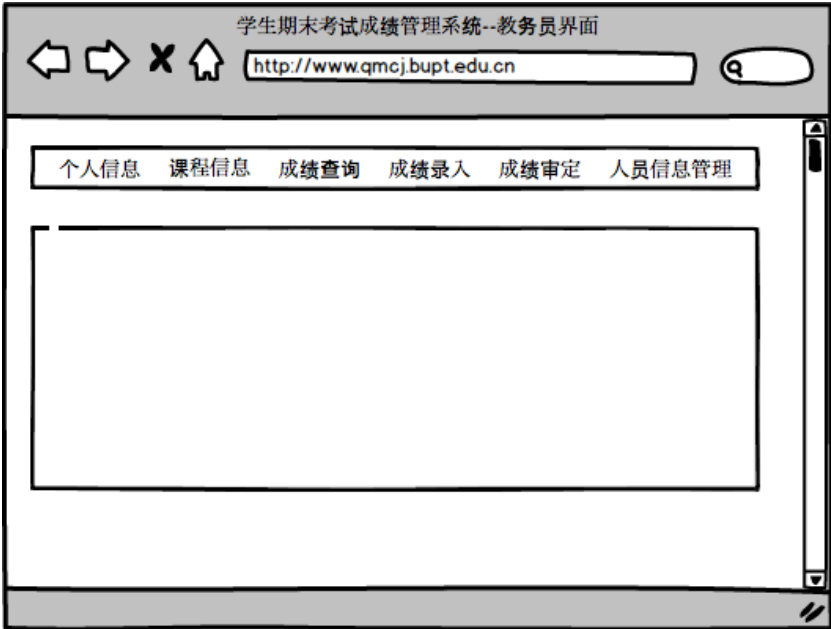 学生期末考试成绩管理系统--教务员界面
http://www.qmcj.bupt.edu.cn
个人信息 课程信息 成绩查询 成绩录入 成绩审定 人员信息管理